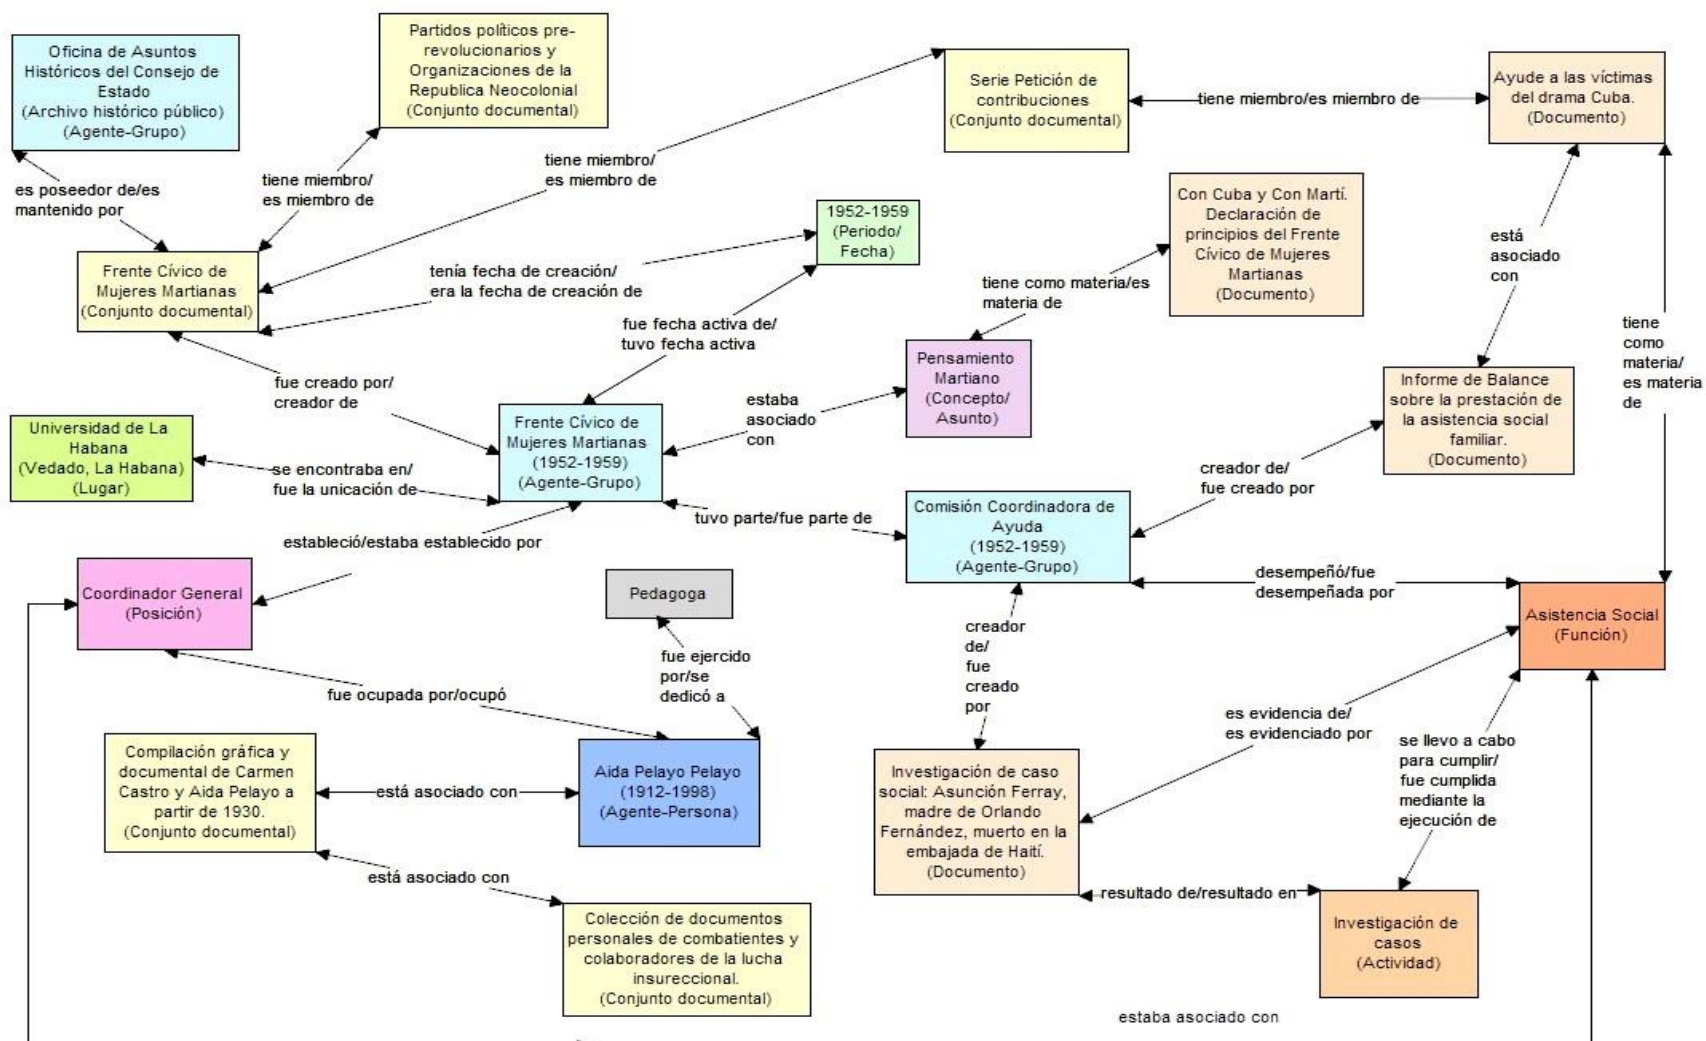 Oficina de Asuntos
Históricos del Consejo de
Estado
(Archivo histórico público)
(Agente-Grupo)
Partidos políticos pre-
revolucionarios y
Organizaciones de la
Republica Neocolonial
(Conjunto documental)
Serie Petición de
contribuciones
(Conjunto documental)
tiene miembro/es miembro de
Ayude a las víctimas
del drama Cuba.
(Documento)
es poseedor de/es
mantenido por
tiene miembro/
es miembro de
tiene miembro/
es miembro de
1952-1959
(Periodo/
Fecha)
Con Cuba y Con Martí.
Declaración de
principios del Frente
Cívico de Mujeres
Martianas
(Documento)
está
asociado
con
Frente Cívico de
Mujeres Martianas
(Conjunto documental)
tenía fecha de creación/
era la fecha de creación de
tiene como materia/es
materia de
fue fecha activa de/
tuvo fecha activa
tiene
como
materia/
es materia
de
fue creado por/
creador de
Pensamiento
Martiano
(Concepto/
Asunto)
Informe de Balance
sobre la prestación de
la asistencia social
familiar.
(Documento)
estaba
asociado
con
Universidad de La
Habana
(Vedado, La Habana)
(Lugar)
se encontraba en/
fue la unicación de
Frente Cívico de
Mujeres Martianas
(1952-1959)
(Agente-Grupo)
creador de/
fue creado por
tuvo parte/fue parte de
Comisión Coordinadora de
Ayuda
(1952-1959)
(Agente-Grupo)
estableció/estaba establecido por
desempeñó/fue
desempeñada por
Coordinador General
(Posición)
Pedagoga
Asistencia Social
(Función)
creador
de/
fue
creado
por
fue ejercido
por/se
dedicó a
fue ocupada por/ocupó
es evidencia de/
es evidenciado por
se llevo a cabo
para cumplir/
fue cumplida
mediante la
ejecución de
Compilación gráfica y
documental de Carmen
Castro y Aida Pelayo a
partir de 1930.
(Conjunto documental)
está asociado con
Aida Pelayo Pelayo
(1912-1998)
(Agente-Persona)
Investigación de caso
social: Asunción Ferray,
madre de Orlando
Fernández, muerto en la
embajada de Haití.
(Documento)
está asociado con
resultado de/resultado en
Colección de documentos
personales de combatientes y
colaboradores de la lucha
insureccional.
(Conjunto documental)
Investigación de
casos
(Actividad)
estaba asociado con